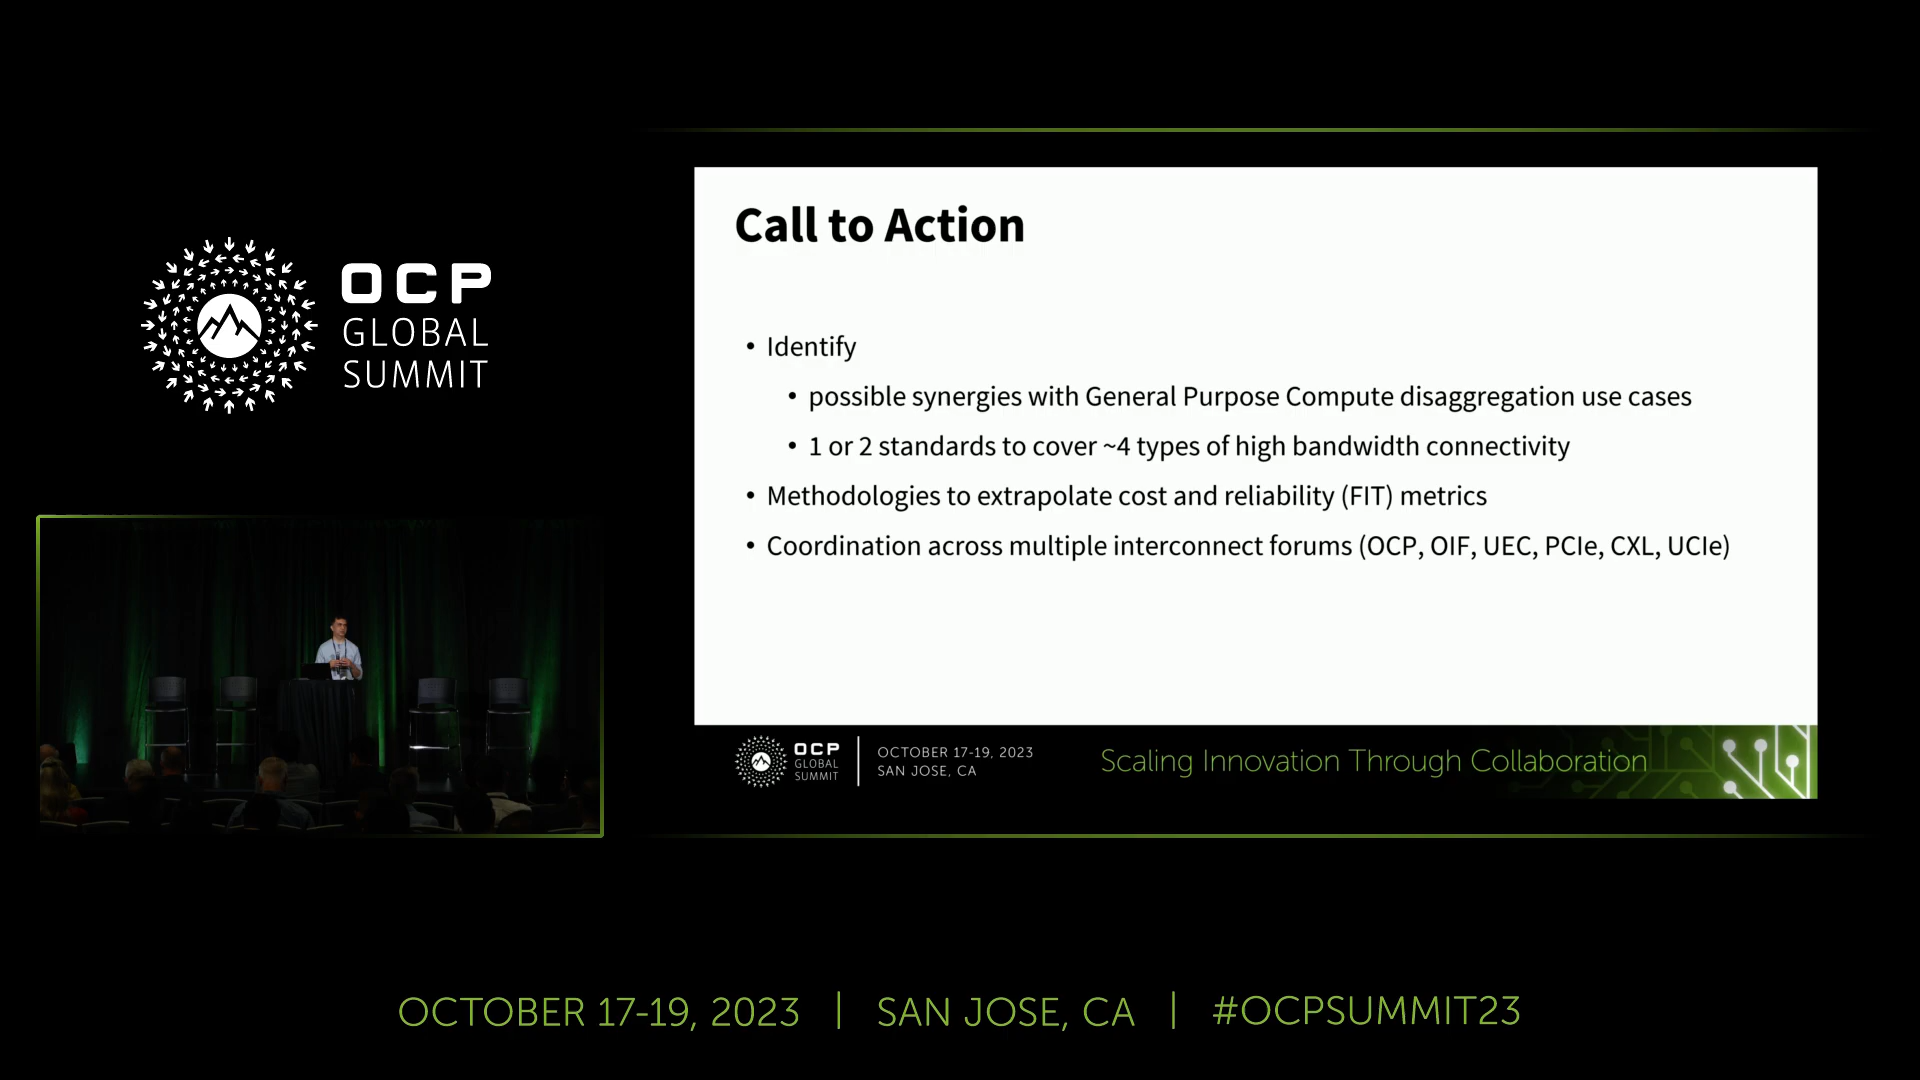 OCP
GLOBAL
SUMMIT
Call to Action
• Identify
• possible synergies with General Purpose Compute disaggregation use cases
• 1 or 2 standards to cover ~4 types of high bandwidth connectivity
• Methodologies to extrapolate cost and reliability (FIT) metrics
• Coordination across multiple interconnect forums (OCP, OIF, UEC, PCIe, CXL, UCIe)
OCP
GLOBAL
SUMMIT
OCTOBER 17-19, 2023
SAN JOSE, CA
Scaling Innovation Through Collaboration
OCTOBER 17-19, 2023 | SAN JOSE, CA | #OCPSUMMIT23